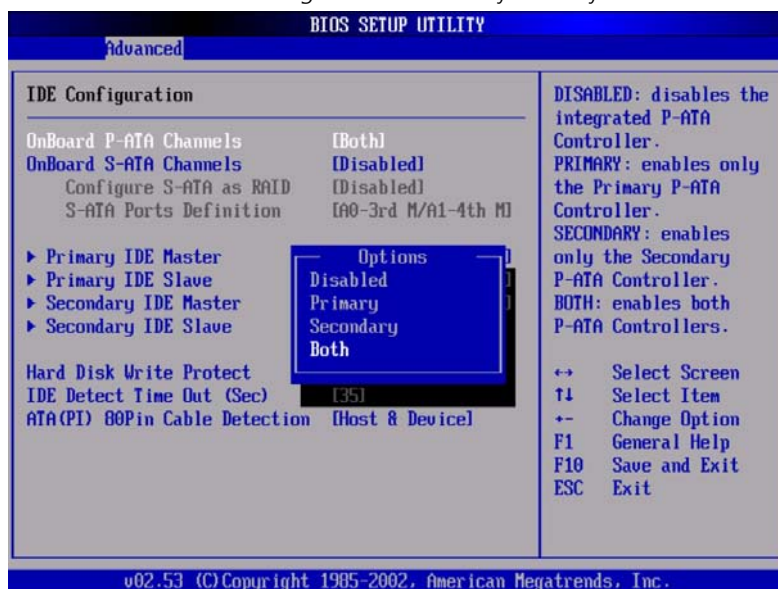 BIOS SETUP UTILITY
Advanced
IDE Configuration
OnBoard P-ATA Channels [Both]
OnBoard S-ATA Channels [Disabled]
Configure S-ATA as RAID [Disabled]
S-ATA Ports Definition [A0-3rd M/A1-4th M]
▶ Primary IDE Master ]
▶ Primary IDE Slave ]
▶ Secondary IDE Master ]
▶ Secondary IDE Slave
Hard Disk Write Protect
IDE Detect Time Out (Sec) [35]
ATA(PI) 80Pin Cable Detection [Host & Device]
Options
Disabled
Primary
Secondary
Both
DISABLED: disables the
integrated P-ATA
Controller.
PRIMARY: enables only
the Primary P-ATA
Controller.
SECONDARY: enables
only the Secondary
P-ATA Controller.
BOTH: enables both
P-ATA Controllers.
↔ Select Screen
↑↓ Select Item
+- Change Option
F1 General Help
F10 Save and Exit
ESC Exit
v02.53 (C)Copyright 1985-2002, American Megatrends, Inc.